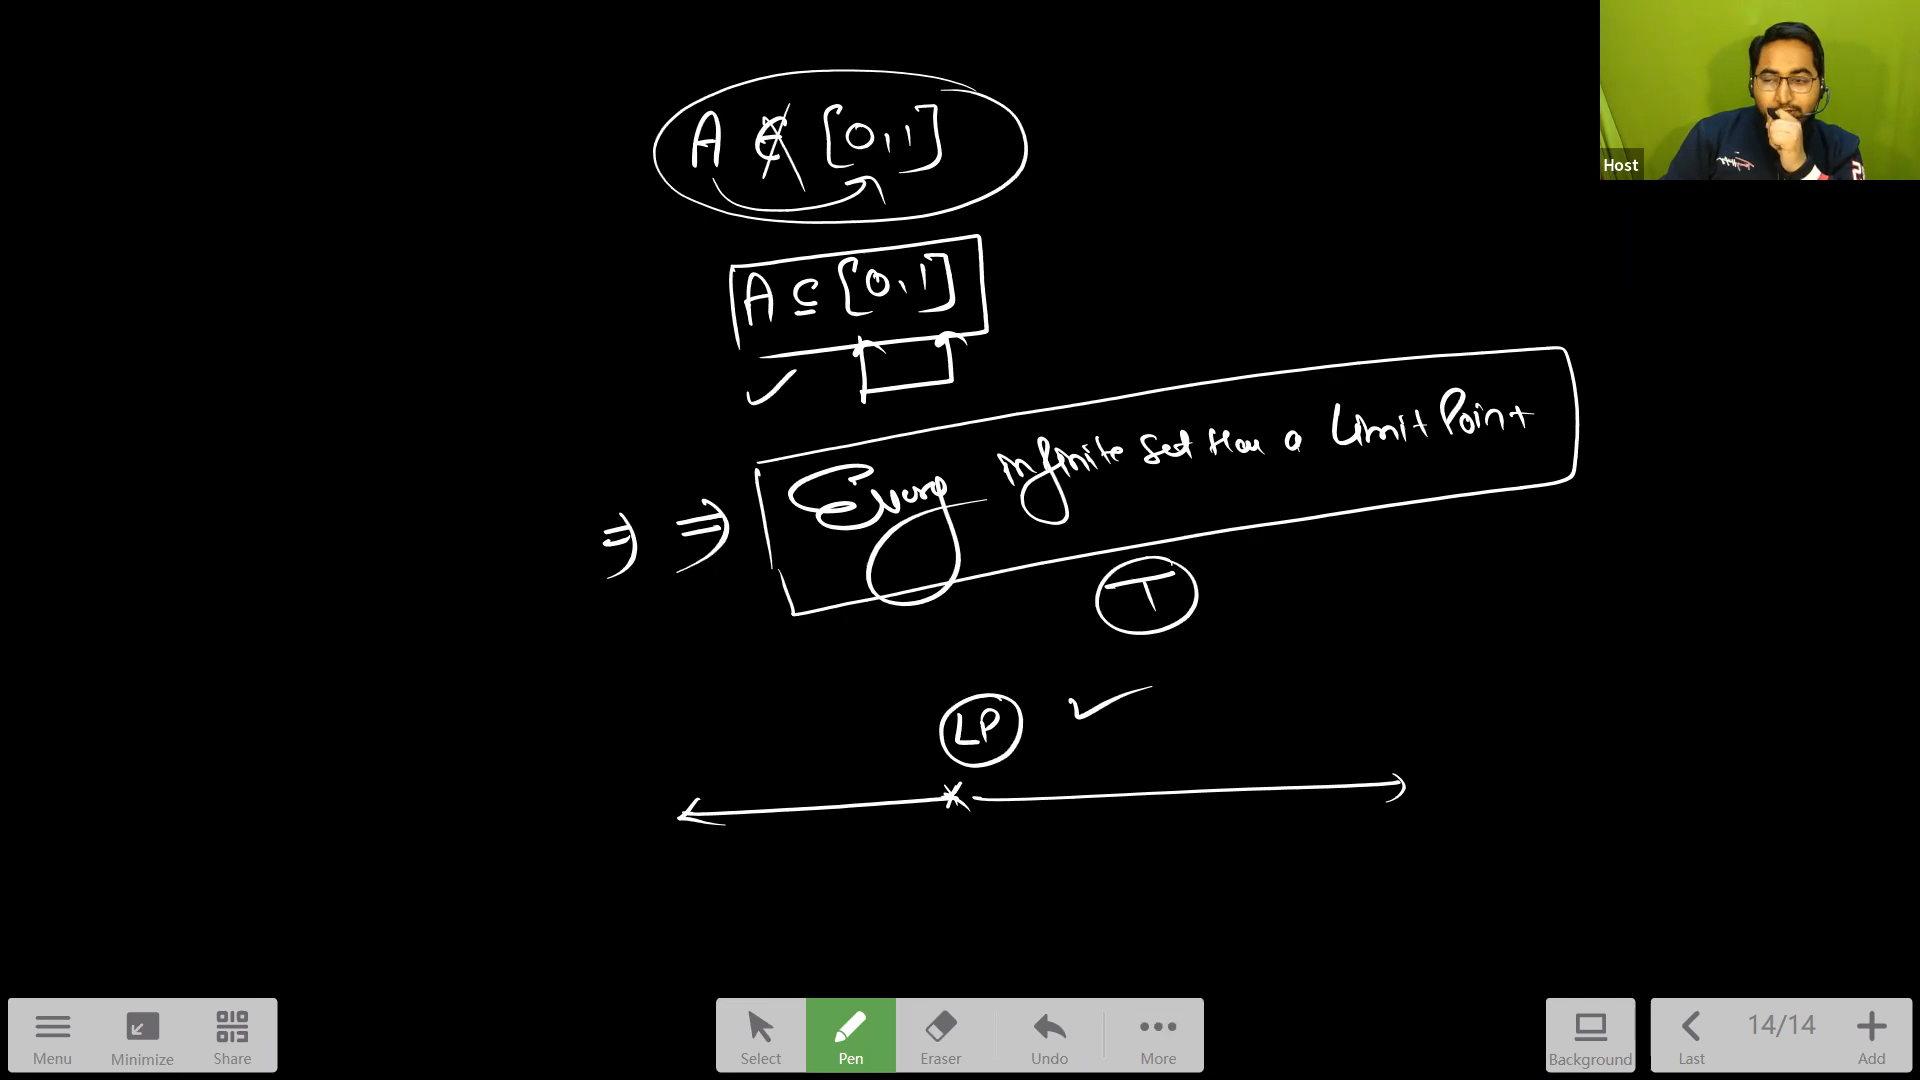 A ∉ [0,1]
Host
A ⊆ [0,1]
Every infinite set Has a Limit Point
⇒ ⇒
T
LP
Menu
Minimize
Share
Select
Pen
Eraser
Undo
More
Background
Last
14/14
Add